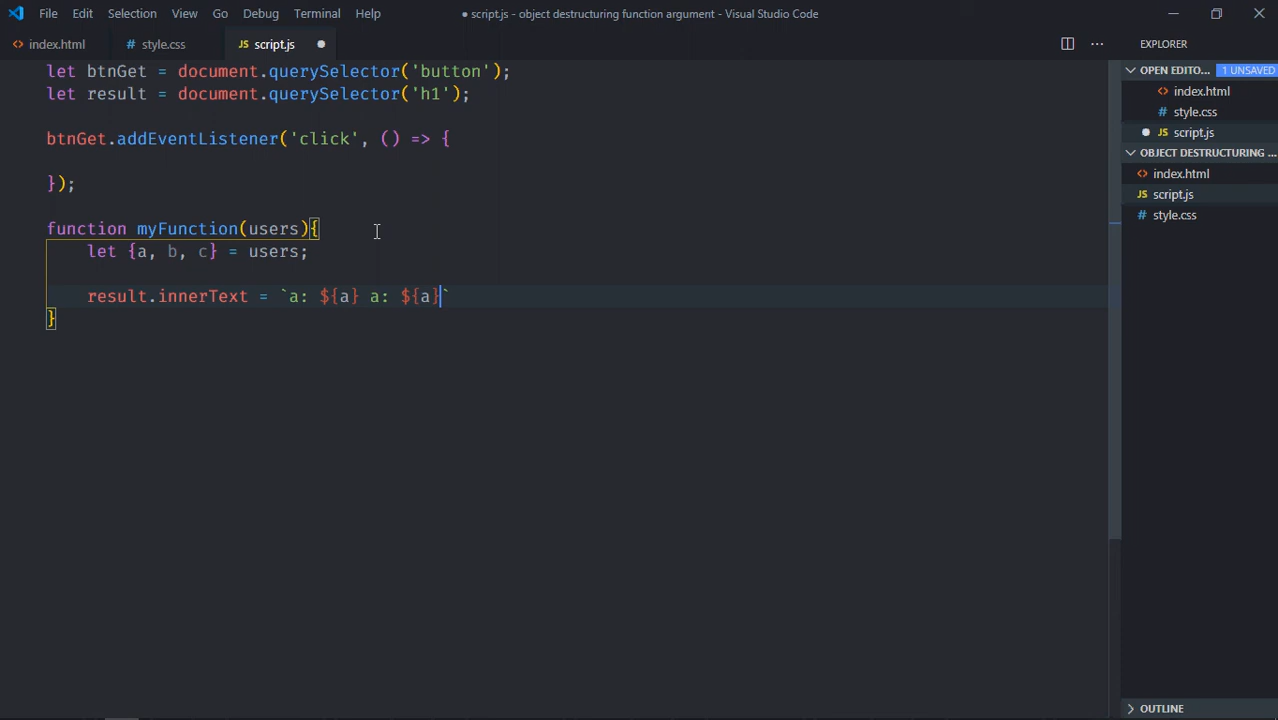 File Edit Selection View Go Debug Terminal Help ● script.js - object destructuring function argument - Visual Studio Code
<> index.html # style.css JS script.js ● ··· EXPLORER
let btnGet = document.querySelector('button');
let result = document.querySelector('h1');
btnGet.addEventListener('click', () => {
});
function myFunction(users){
let {a, b, c} = users;
result.innerText = `a: ${a} a: ${a}`
}
OPEN EDITO... 1 UNSAVED
<> index.html
# style.css
● JS script.js
OBJECT DESTRUCTURING ...
<> index.html
JS script.js
# style.css
OUTLINE